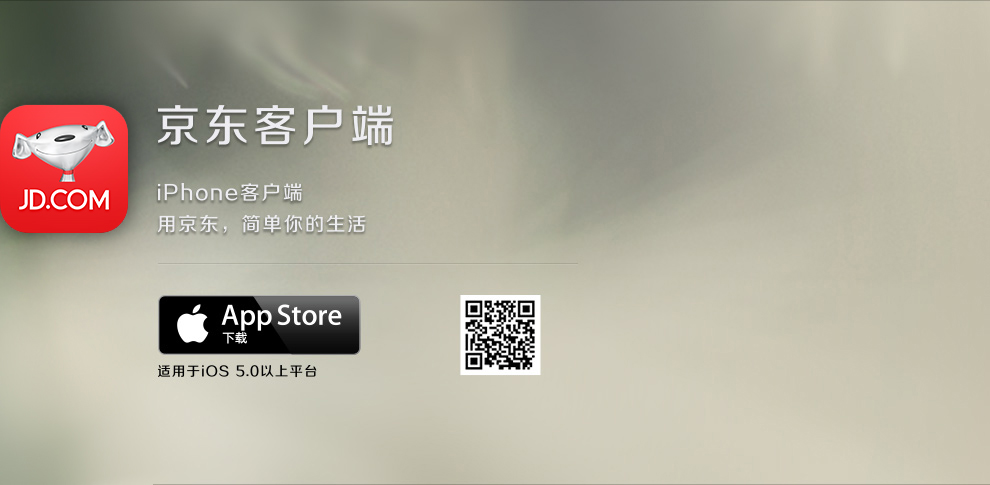 京东客户端
JD.COM
iPhone客户端
用京东，简单你的生活
App Store
下载
适用于iOS 5.0以上平台